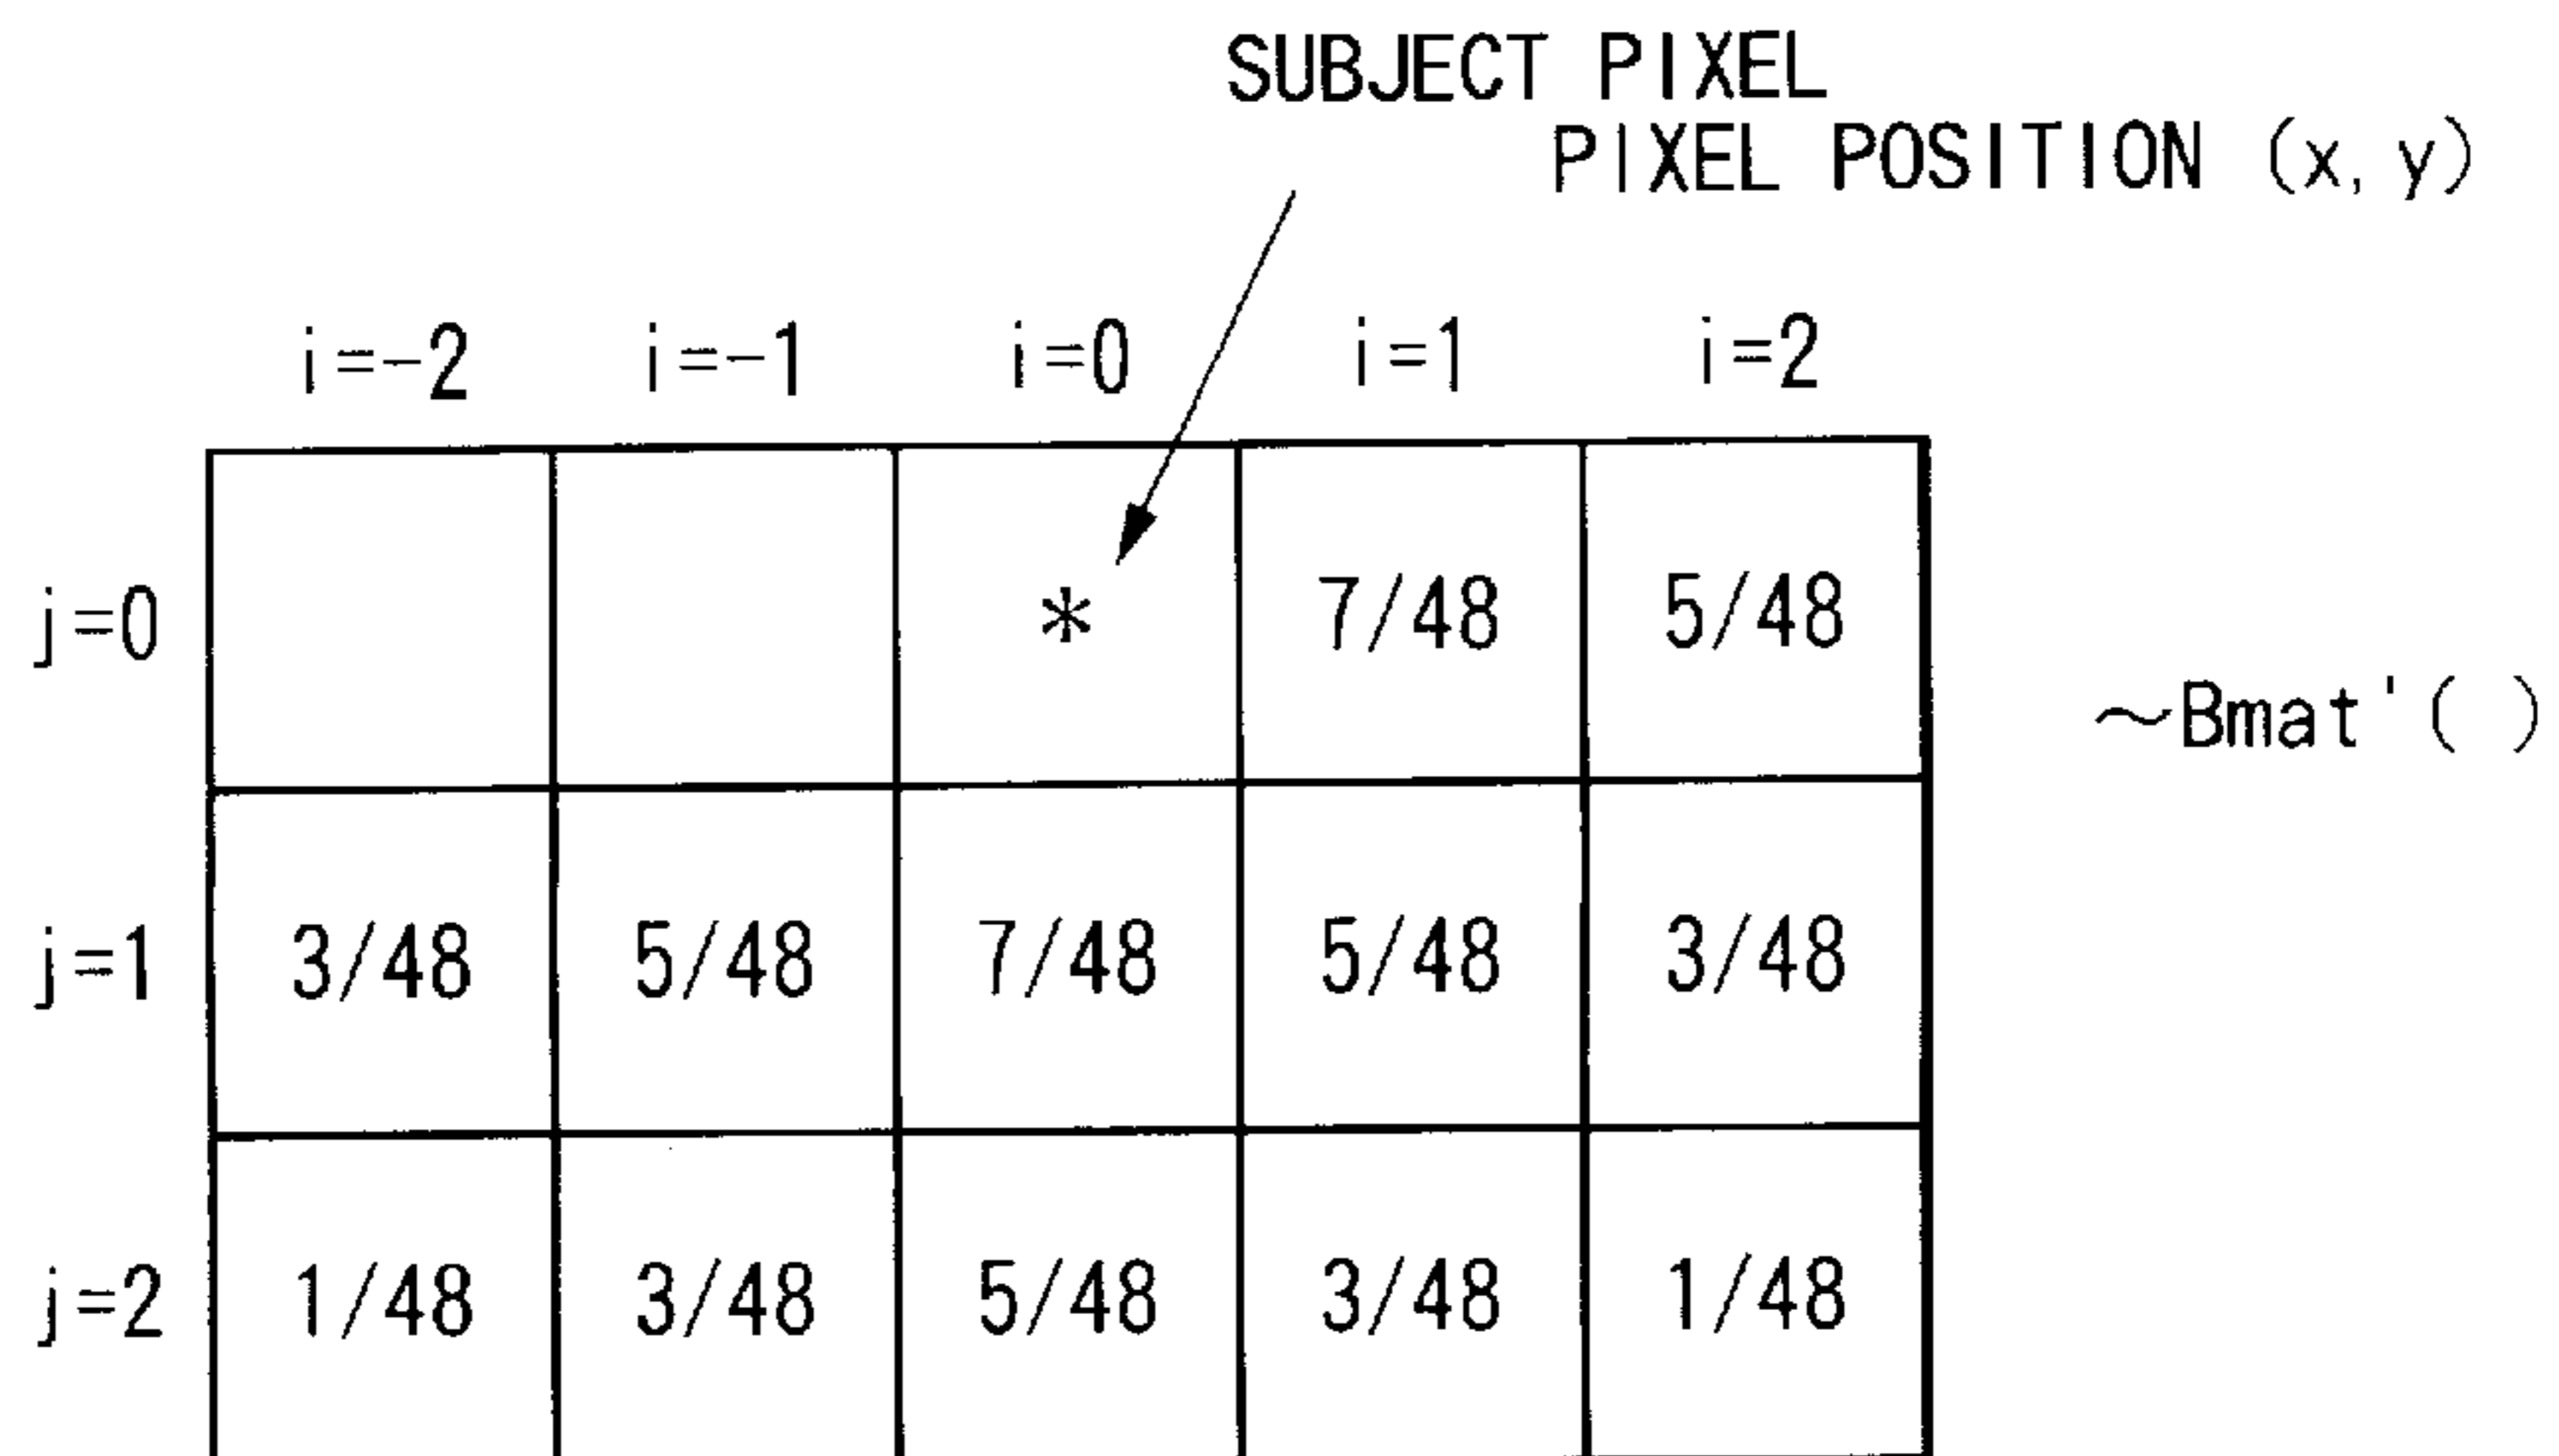 SUBJECT PIXEL
PIXEL POSITION (x, y)
i=-2 i=-1 i=0 i=1 i=2
j=0 * 7/48 5/48
~Bmat'( )
j=1 3/48 5/48 7/48 5/48 3/48
j=2 1/48 3/48 5/48 3/48 1/48